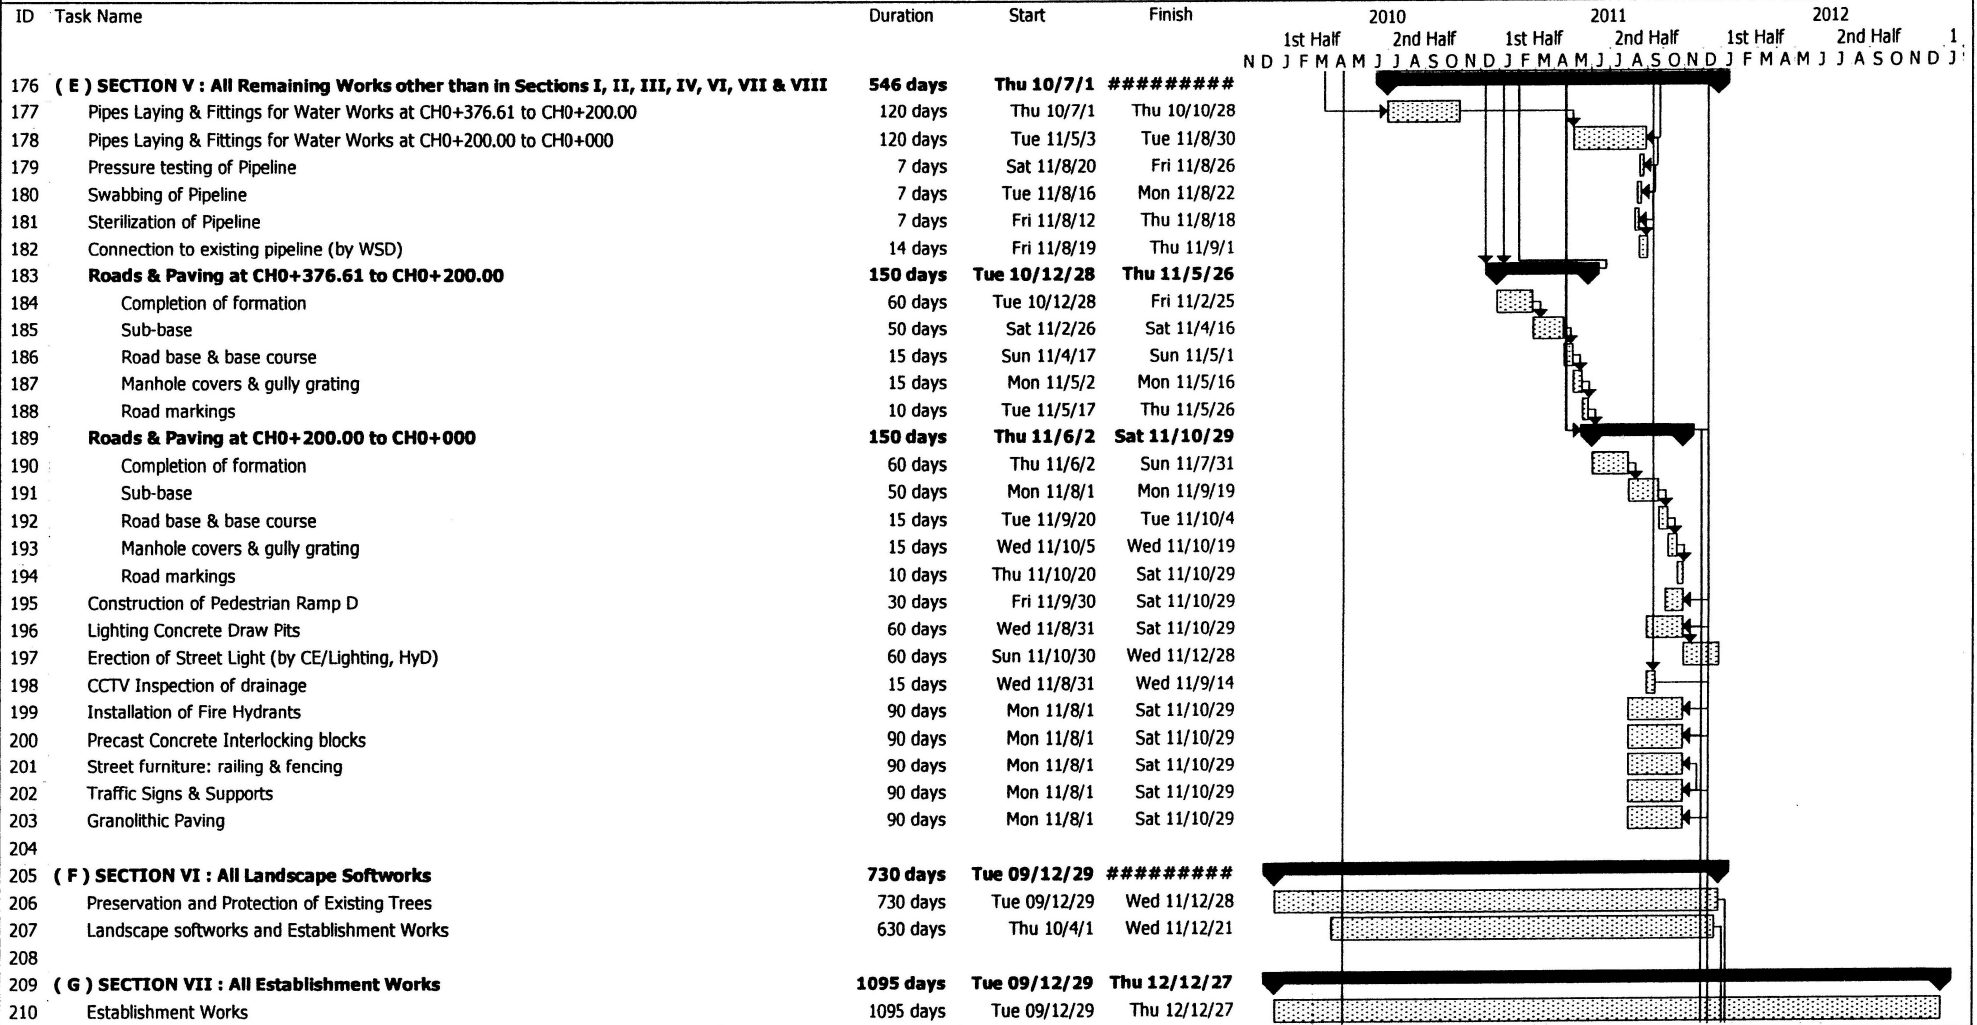 ID Task Name Duration Start Finish 2010 2011 2012
1st Half 2nd Half 1st Half 2nd Half 1st Half 2nd Half 1
N D J F M A M J J A S O N D J F M A M J J A S O N D J F M A M J J A S O N D J
176 ( E ) SECTION V : All Remaining Works other than in Sections I, II, III, IV, VI, VII & VIII 546 days Thu 10/7/1 #########
177 Pipes Laying & Fittings for Water Works at CH0+376.61 to CH0+200.00 120 days Thu 10/7/1 Thu 10/10/28
178 Pipes Laying & Fittings for Water Works at CH0+200.00 to CH0+000 120 days Tue 11/5/3 Tue 11/8/30
179 Pressure testing of Pipeline 7 days Sat 11/8/20 Fri 11/8/26
180 Swabbing of Pipeline 7 days Tue 11/8/16 Mon 11/8/22
181 Sterilization of Pipeline 7 days Fri 11/8/12 Thu 11/8/18
182 Connection to existing pipeline (by WSD) 14 days Fri 11/8/19 Thu 11/9/1
183 Roads & Paving at CH0+376.61 to CH0+200.00 150 days Tue 10/12/28 Thu 11/5/26
184 Completion of formation 60 days Tue 10/12/28 Fri 11/2/25
185 Sub-base 50 days Sat 11/2/26 Sat 11/4/16
186 Road base & base course 15 days Sun 11/4/17 Sun 11/5/1
187 Manhole covers & gully grating 15 days Mon 11/5/2 Mon 11/5/16
188 Road markings 10 days Tue 11/5/17 Thu 11/5/26
189 Roads & Paving at CH0+200.00 to CH0+000 150 days Thu 11/6/2 Sat 11/10/29
190 Completion of formation 60 days Thu 11/6/2 Sun 11/7/31
191 Sub-base 50 days Mon 11/8/1 Mon 11/9/19
192 Road base & base course 15 days Tue 11/9/20 Tue 11/10/4
193 Manhole covers & gully grating 15 days Wed 11/10/5 Wed 11/10/19
194 Road markings 10 days Thu 11/10/20 Sat 11/10/29
195 Construction of Pedestrian Ramp D 30 days Fri 11/9/30 Sat 11/10/29
196 Lighting Concrete Draw Pits 60 days Wed 11/8/31 Sat 11/10/29
197 Erection of Street Light (by CE/Lighting, HyD) 60 days Sun 11/10/30 Wed 11/12/28
198 CCTV Inspection of drainage 15 days Wed 11/8/31 Wed 11/9/14
199 Installation of Fire Hydrants 90 days Mon 11/8/1 Sat 11/10/29
200 Precast Concrete Interlocking blocks 90 days Mon 11/8/1 Sat 11/10/29
201 Street furniture: railing & fencing 90 days Mon 11/8/1 Sat 11/10/29
202 Traffic Signs & Supports 90 days Mon 11/8/1 Sat 11/10/29
203 Granolithic Paving 90 days Mon 11/8/1 Sat 11/10/29
204
205 ( F ) SECTION VI : All Landscape Softworks 730 days Tue 09/12/29 #########
206 Preservation and Protection of Existing Trees 730 days Tue 09/12/29 Wed 11/12/28
207 Landscape softworks and Establishment Works 630 days Thu 10/4/1 Wed 11/12/21
208
209 ( G ) SECTION VII : All Establishment Works 1095 days Tue 09/12/29 Thu 12/12/27
210 Establishment Works 1095 days Tue 09/12/29 Thu 12/12/27